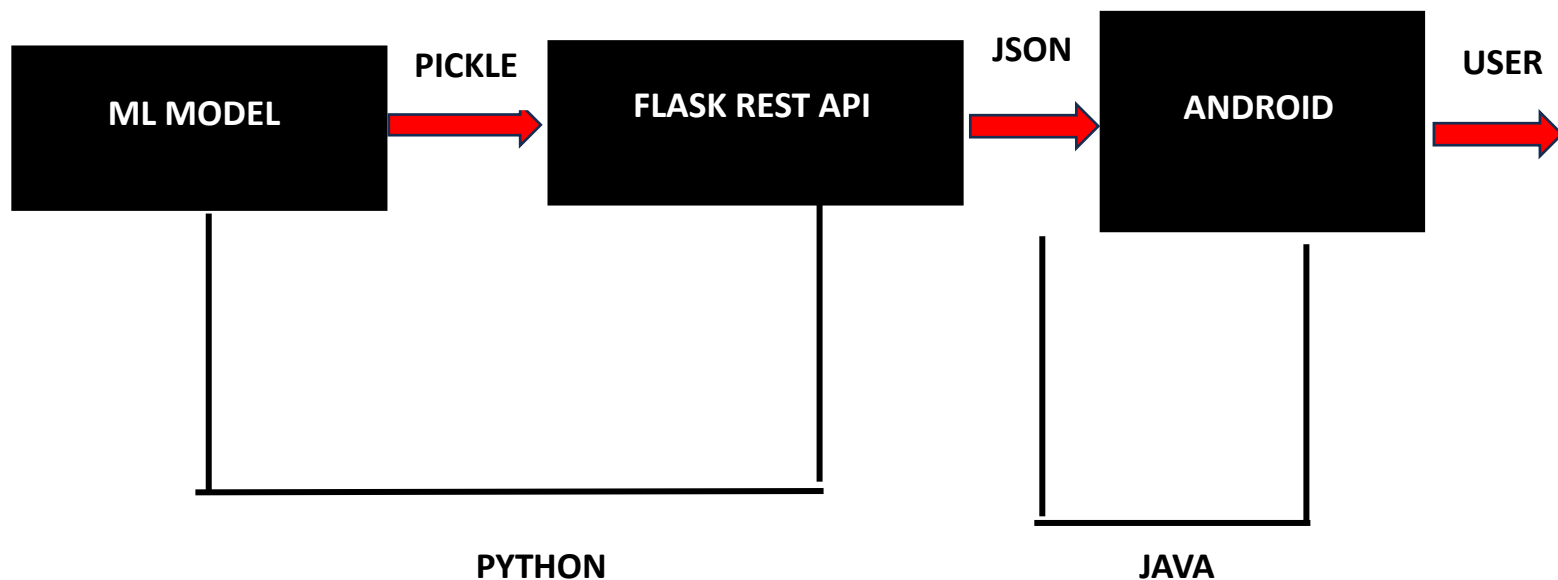 ML MODEL
PICKLE
FLASK REST API
JSON
ANDROID
USER
PYTHON
JAVA